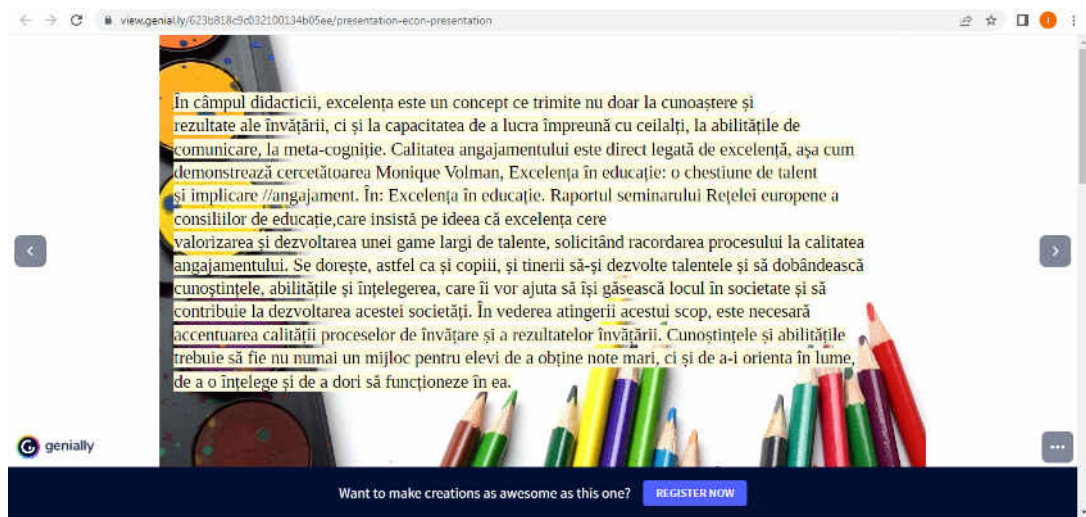 view.genial.ly/623b818c9c032100134b05ee/presentation-econ-presentation
În câmpul didacticii, excelența este un concept ce trimite nu doar la cunoaștere și
rezultate ale învățării, ci și la capacitatea de a lucra împreună cu ceilalți, la abilitățile de
comunicare, la meta-cogniție. Calitatea angajamentului este direct legată de excelență, așa cum
demonstrează cercetătoarea Monique Volman, Excelența în educație: o chestiune de talent
și implicare //angajament. În: Excelența în educație. Raportul seminarului Rețelei europene a
consiliilor de educație,care insistă pe ideea că excelența cere
valorizarea și dezvoltarea unei game largi de talente, solicitând racordarea procesului la calitatea
angajamentului. Se dorește, astfel ca și copiii, și tinerii să-și dezvolte talentele și să dobândească
cunoștințele, abilitățile și înțelegerea, care îi vor ajuta să își găsească locul în societate și să
contribuie la dezvoltarea acestei societăți. În vederea atingerii acestui scop, este necesară
accentuarea calității proceselor de învățare și a rezultatelor învățării. Cunoștințele și abilitățile
trebuie să fie nu numai un mijloc pentru elevi de a obține note mari, ci și de a-i orienta în lume,
de a o înțelege și de a dori să funcționeze în ea.
genially
Want to make creations as awesome as this one? REGISTER NOW